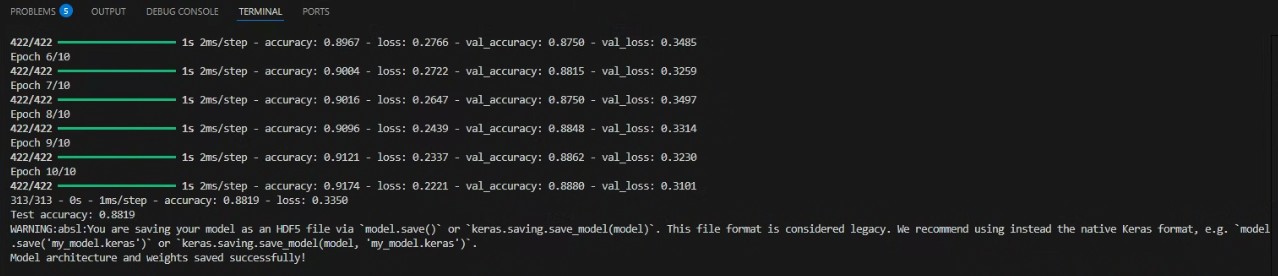 PROBLEMS 5 OUTPUT DEBUG CONSOLE TERMINAL PORTS
422/422 1s 2ms/step - accuracy: 0.8967 - loss: 0.2766 - val_accuracy: 0.8750 - val_loss: 0.3485
Epoch 6/10
422/422 1s 2ms/step - accuracy: 0.9004 - loss: 0.2722 - val_accuracy: 0.8815 - val_loss: 0.3259
Epoch 7/10
422/422 1s 2ms/step - accuracy: 0.9016 - loss: 0.2647 - val_accuracy: 0.8750 - val_loss: 0.3497
Epoch 8/10
422/422 1s 2ms/step - accuracy: 0.9096 - loss: 0.2439 - val_accuracy: 0.8848 - val_loss: 0.3314
Epoch 9/10
422/422 1s 2ms/step - accuracy: 0.9121 - loss: 0.2337 - val_accuracy: 0.8862 - val_loss: 0.3230
Epoch 10/10
422/422 1s 2ms/step - accuracy: 0.9174 - loss: 0.2221 - val_accuracy: 0.8880 - val_loss: 0.3101
313/313 - 0s - 1ms/step - accuracy: 0.8819 - loss: 0.3350
Test accuracy: 0.8819
WARNING:absl:You are saving your model as an HDF5 file via `model.save()` or `keras.saving.save_model(model)`. This file format is considered legacy. We recommend using instead the native Keras format, e.g. `model
.save('my_model.keras')` or `keras.saving.save_model(model, 'my_model.keras')`.
Model architecture and weights saved successfully!